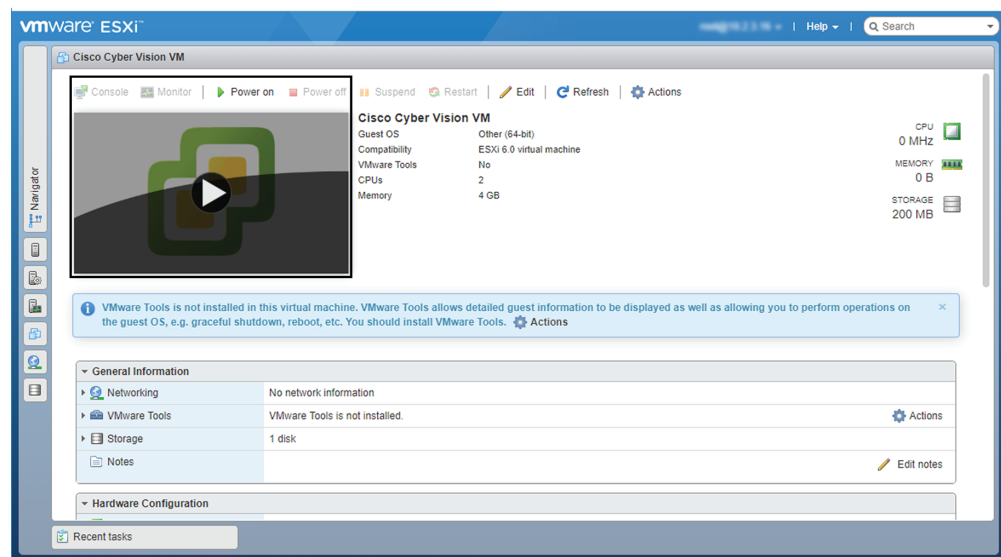 vmware ESXi™
Help
Search
Cisco Cyber Vision VM
Console Monitor Power on Power off Suspend Restart Edit Refresh Actions
Cisco Cyber Vision VM
Guest OS Other (64-bit)
Compatibility ESXi 6.0 virtual machine
VMware Tools No
CPUs 2
Memory 4 GB
CPU
0 MHz
MEMORY
0 B
STORAGE
200 MB
Navigator
VMware Tools is not installed in this virtual machine. VMware Tools allows detailed guest information to be displayed as well as allowing you to perform operations on
the guest OS, e.g. graceful shutdown, reboot, etc. You should install VMware Tools. Actions
General Information
Networking No network information
VMware Tools VMware Tools is not installed. Actions
Storage 1 disk
Notes Edit notes
Hardware Configuration
Recent tasks